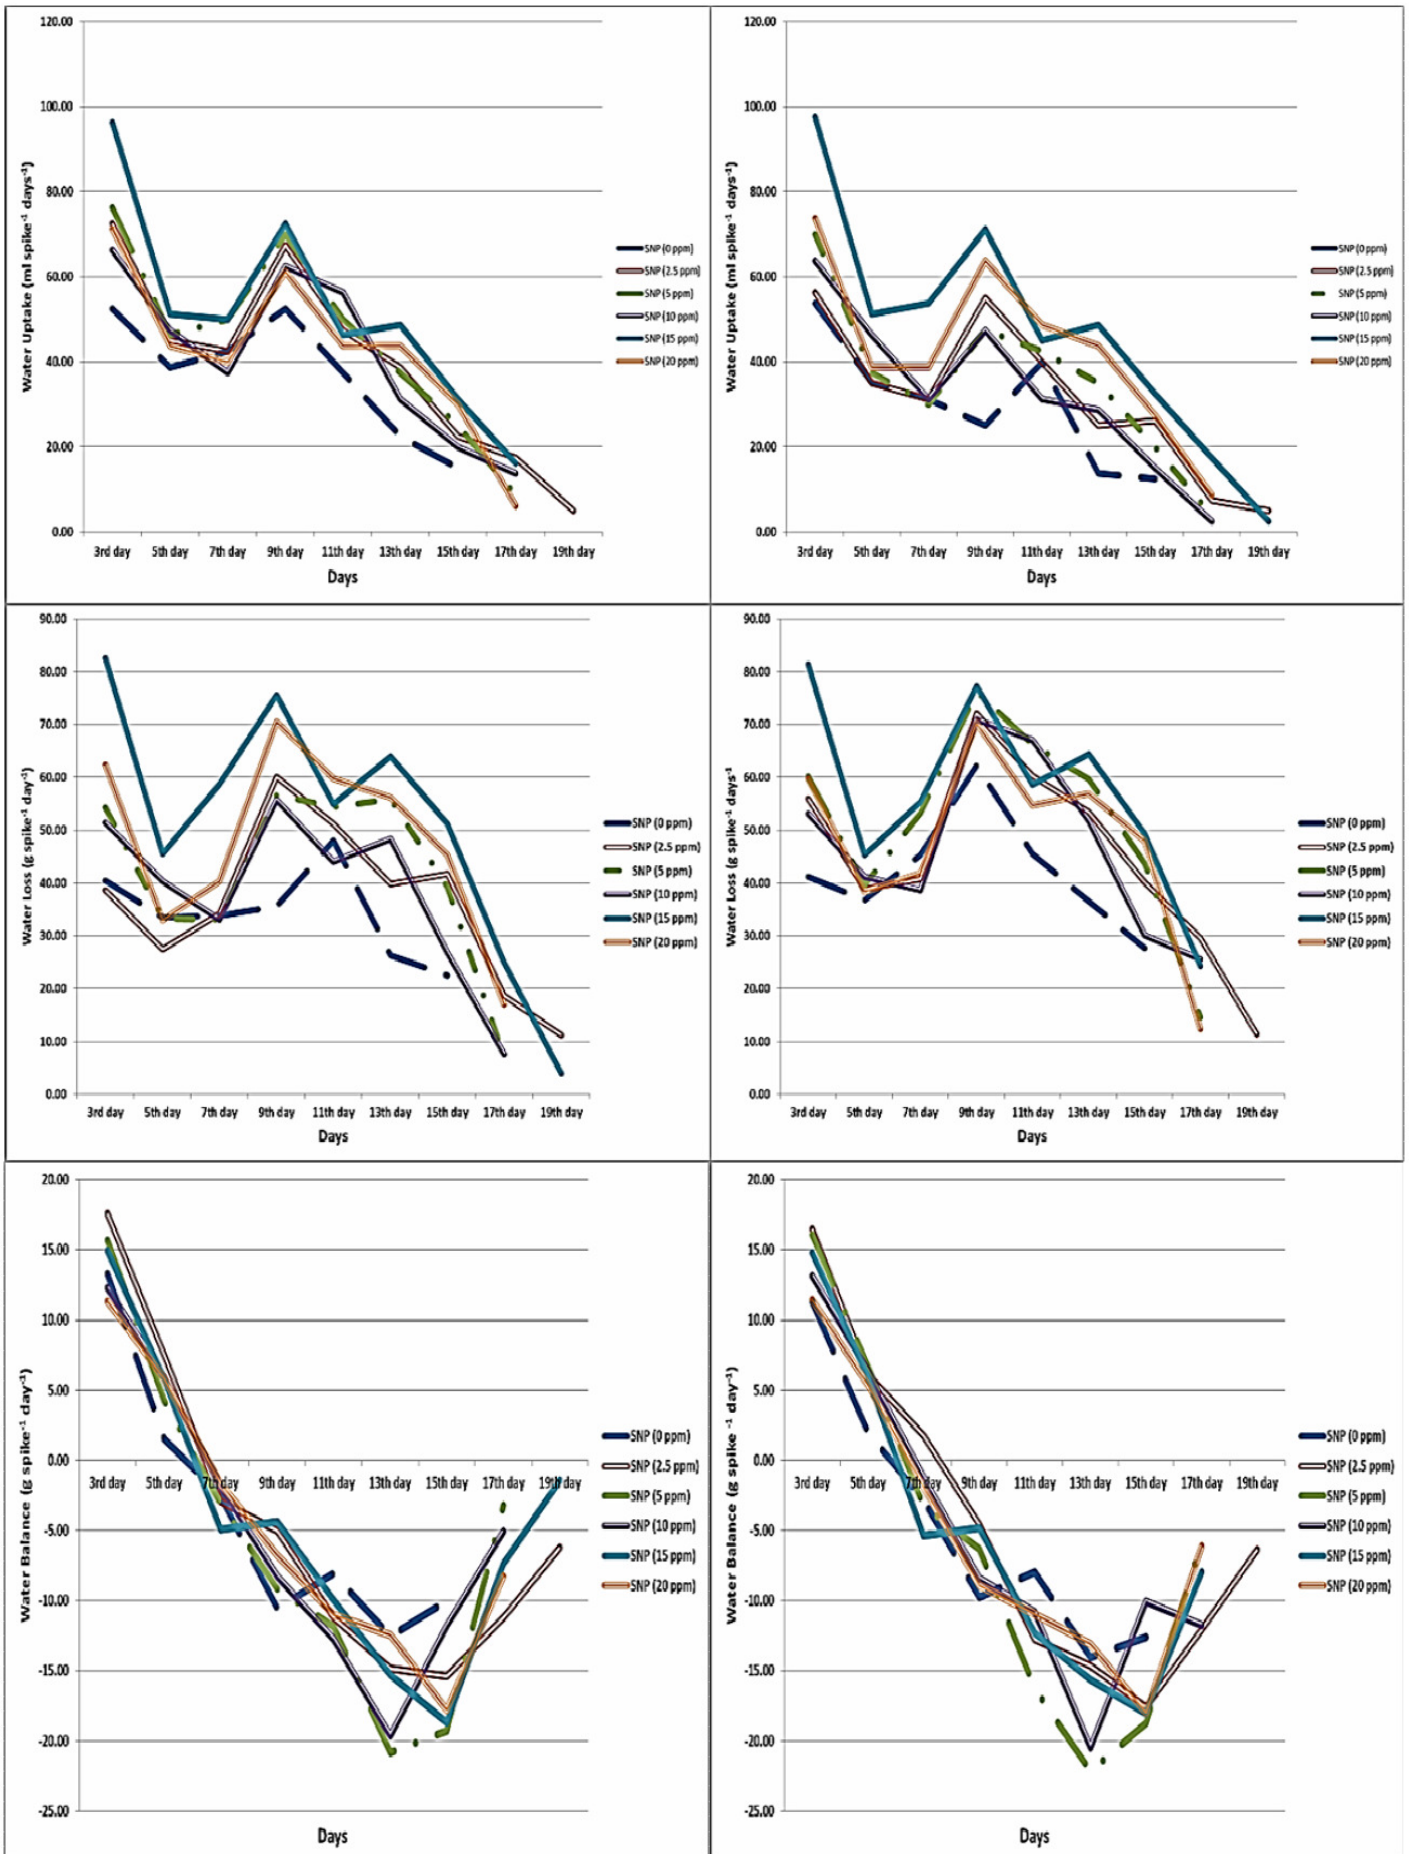 120.00
100.00
80.00
60.00
40.00
20.00
0.00
Water Uptake (ml spike⁻¹ days⁻¹)
3rd day 5th day 7th day 9th day 11th day 13th day 15th day 17th day 19th day
Days
SNP (0 ppm)
SNP (2.5 ppm)
SNP (5 ppm)
SNP (10 ppm)
SNP (15 ppm)
SNP (20 ppm)
120.00
100.00
80.00
60.00
40.00
20.00
0.00
Water Uptake (ml spike⁻¹ days⁻¹)
3rd day 5th day 7th day 9th day 11th day 13th day 15th day 17th day 19th day
Days
SNP (0 ppm)
SNP (2.5 ppm)
SNP (5 ppm)
SNP (10 ppm)
SNP (15 ppm)
SNP (20 ppm)
90.00
80.00
70.00
60.00
50.00
40.00
30.00
20.00
10.00
0.00
Water Loss (g spike⁻¹ days⁻¹)
3rd day 5th day 7th day 9th day 11th day 13th day 15th day 17th day 19th day
Days
SNP (0 ppm)
SNP (2.5 ppm)
SNP (5 ppm)
SNP (10 ppm)
SNP (15 ppm)
SNP (20 ppm)
90.00
80.00
70.00
60.00
50.00
40.00
30.00
20.00
10.00
0.00
Water Loss (g spike⁻¹ days⁻¹
3rd day 5th day 7th day 9th day 11th day 13th day 15th day 17th day 19th day
Days
SNP (0 ppm)
SNP (2.5 ppm)
SNP (5 ppm)
SNP (10 ppm)
SNP (15 ppm)
SNP (20 ppm)
20.00
15.00
10.00
5.00
0.00
-5.00
-10.00
-15.00
-20.00
-25.00
Water Balance (g spike⁻¹ day⁻¹)
3rd day 5th day 7th day 9th day 11th day 13th day 15th day 17th day 19th day
Days
SNP (0 ppm)
SNP (2.5 ppm)
SNP (5 ppm)
SNP (10 ppm)
SNP (15 ppm)
SNP (20 ppm)
20.00
15.00
10.00
5.00
0.00
-5.00
-10.00
-15.00
-20.00
-25.00
Water Balance (g spike ⁻¹ day⁻¹)
3rd day 5th day 7th day 9th day 11th day 13th day 15th day 17th day 19th day
Days
SNP (0 ppm)
SNP (2.5 ppm)
SNP (5 ppm)
SNP (10 ppm)
SNP (15 ppm)
SNP (20 ppm)